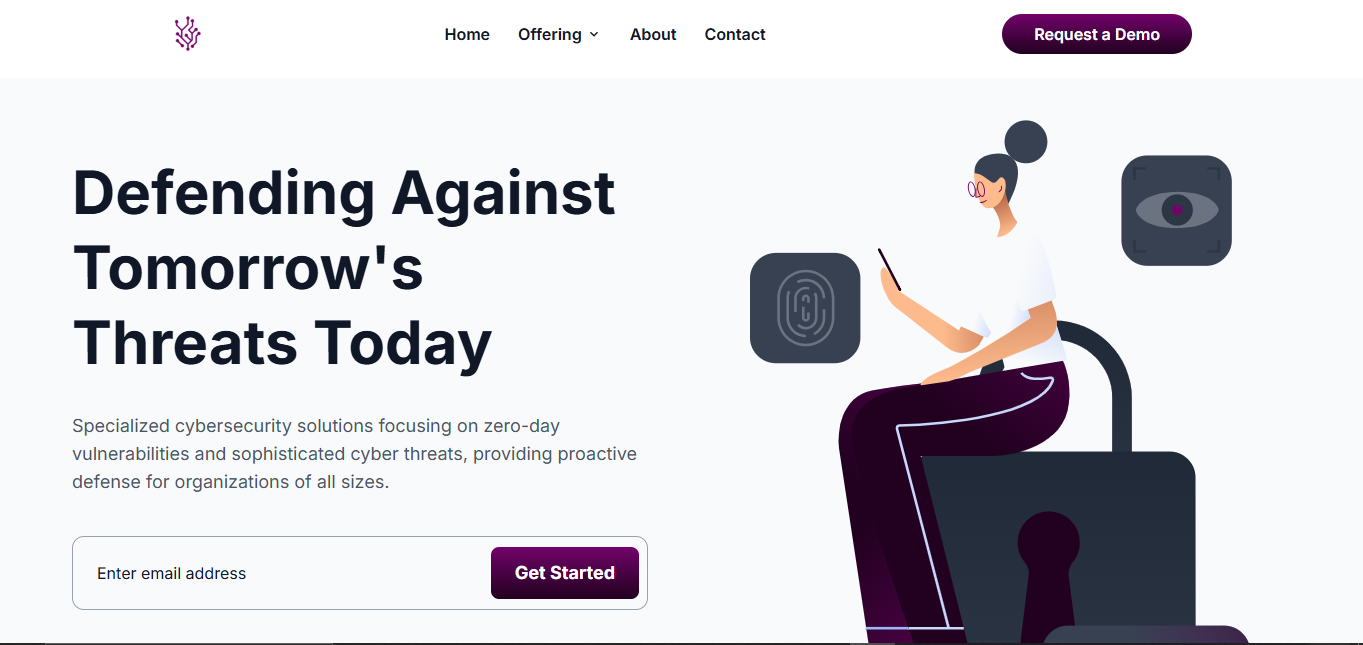 Home Offering About Contact Request a Demo
Defending Against
Tomorrow's
Threats Today
Specialized cybersecurity solutions focusing on zero-day
vulnerabilities and sophisticated cyber threats, providing proactive
defense for organizations of all sizes.
Enter email address Get Started